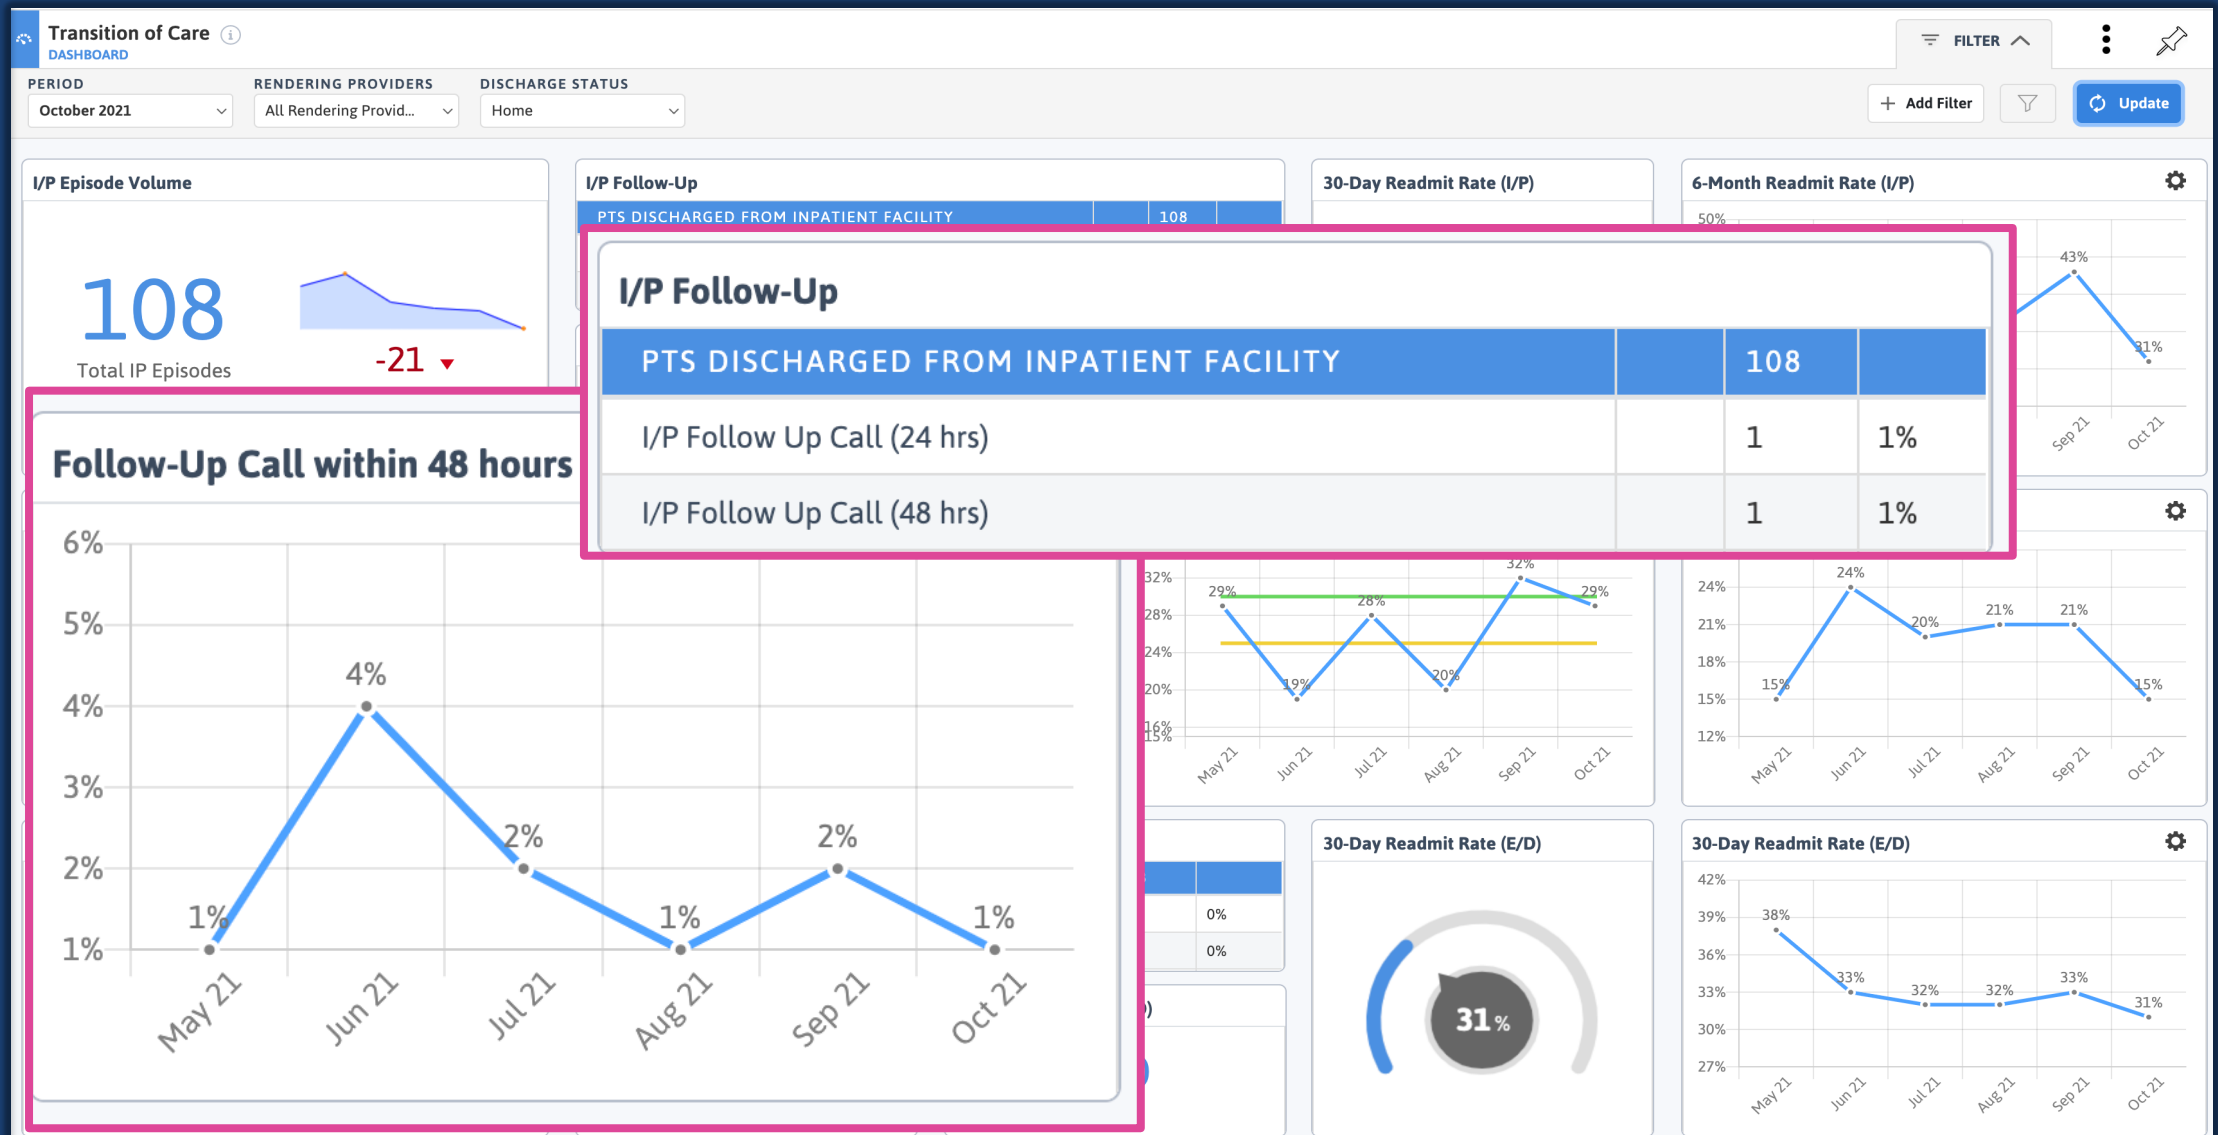 Transition of Care
DASHBOARD
FILTER
PERIOD
RENDERING PROVIDERS
DISCHARGE STATUS
October 2021
All Rendering Provid...
Home
Add Filter
Update
I/P Episode Volume
108
Total IP Episodes
-21
I/P Follow-Up
PTS DISCHARGED FROM INPATIENT FACILITY 108
30-Day Readmit Rate (I/P)
6-Month Readmit Rate (I/P)
50%
43%
31%
Sep 21 Oct 21
I/P Follow-Up
PTS DISCHARGED FROM INPATIENT FACILITY 108
I/P Follow Up Call (24 hrs) 1 1%
I/P Follow Up Call (48 hrs) 1 1%
Follow-Up Call within 48 hours
6%
5%
4%
3%
2%
1%
1% 4% 2% 1% 2% 1%
May 21 Jun 21 Jul 21 Aug 21 Sep 21 Oct 21
32%
28%
24%
20%
16%
15%
29% 19% 28% 20% 32% 29%
May 21 Jun 21 Jul 21 Aug 21 Sep 21 Oct 21
24%
21%
18%
15%
12%
15% 24% 20% 21% 21% 15%
May 21 Jun 21 Jul 21 Aug 21 Sep 21 Oct 21
0%
0%
30-Day Readmit Rate (E/D)
31%
30-Day Readmit Rate (E/D)
42%
39%
36%
33%
30%
27%
38% 33% 32% 32% 33% 31%
May 21 Jun 21 Jul 21 Aug 21 Sep 21 Oct 21